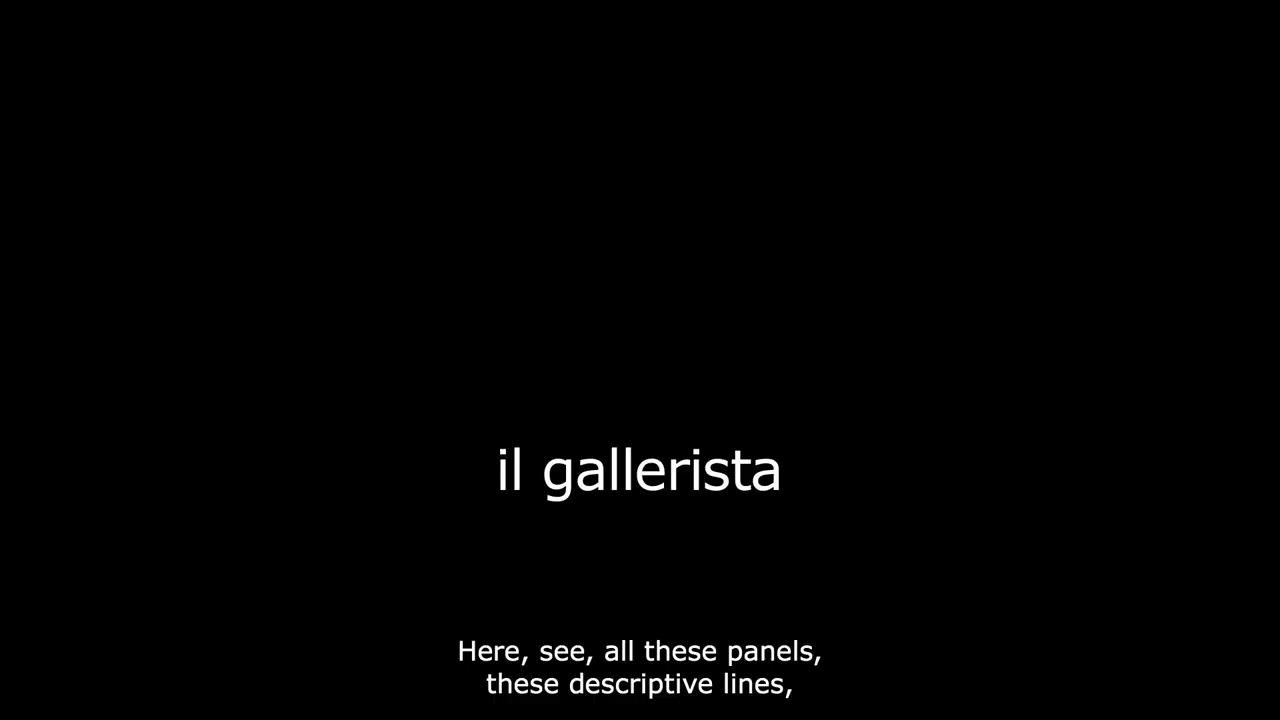 il gallerista
Here, see, all these panels,
these descriptive lines,